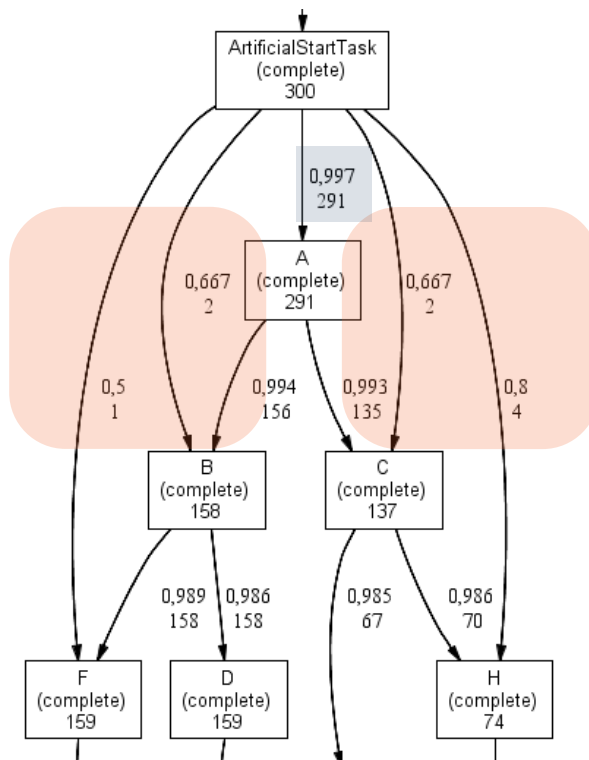 ArtificialStartTask
(complete)
300
0,997
291
A
(complete)
291
0,667
2
0,667
2
0,5
1
0,994
156
0,993
135
0,8
4
B
(complete)
158
C
(complete)
137
0,989
158
0,986
158
0,985
67
0,986
70
F
(complete)
159
D
(complete)
159
H
(complete)
74